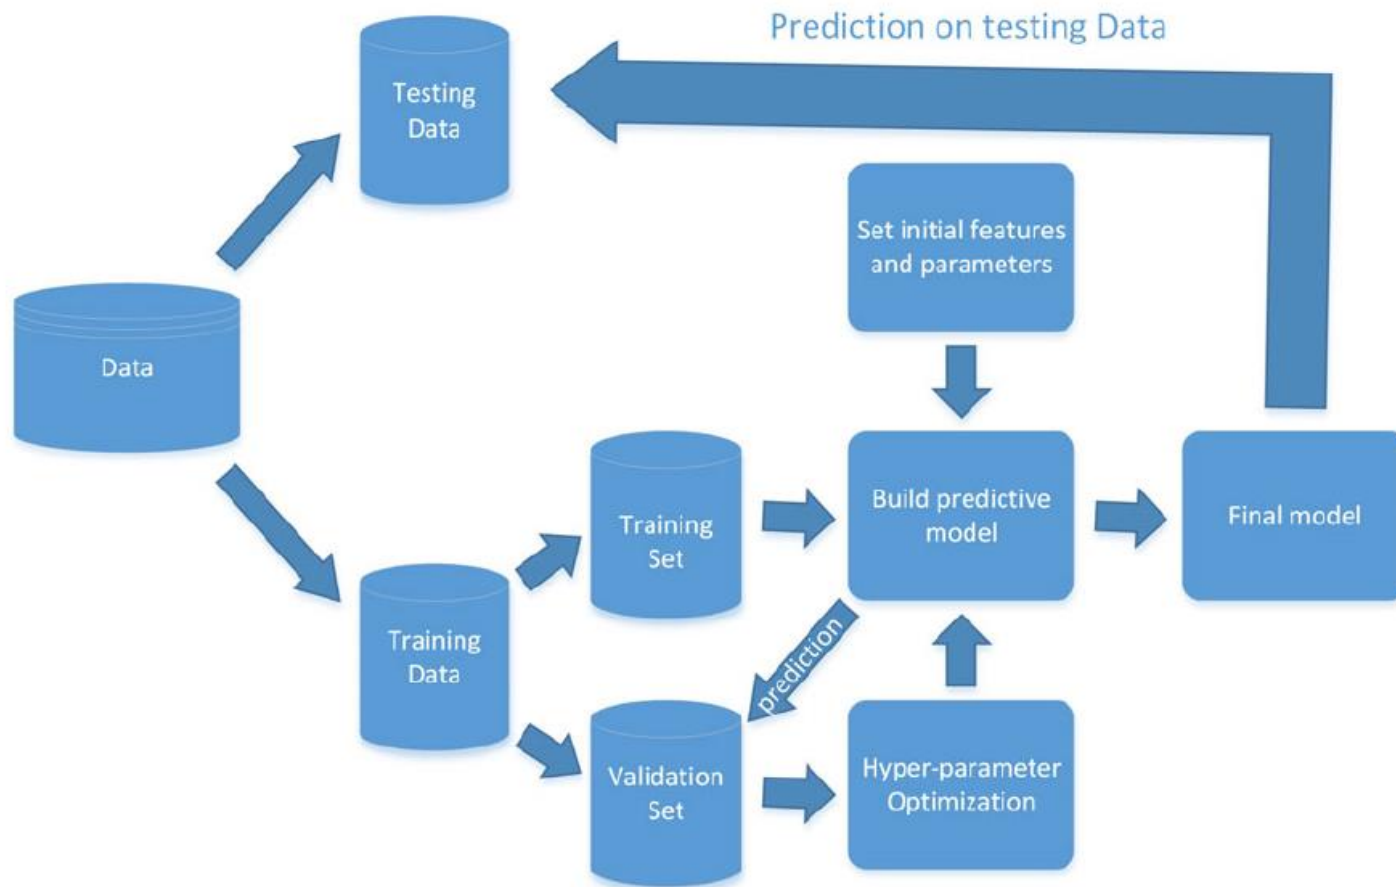 Prediction on testing Data
Testing
Data
Set initial features
and parameters
Data
Training
Set
Build predictive
model
Final model
Training
Data
prediction
Validation
Set
Hyper-parameter
Optimization